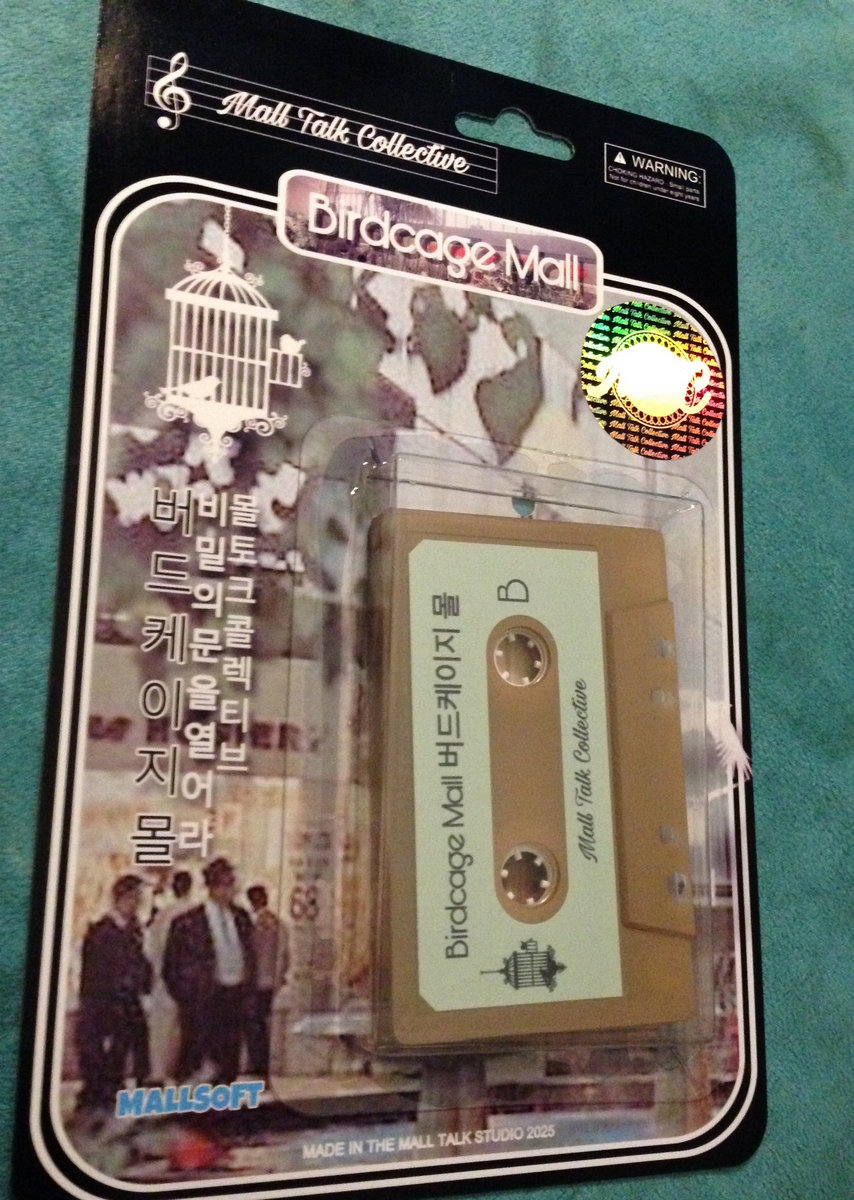 Mall Talk Collective
WARNING:
CHOKING HAZARD - Small parts
Not for children under eight years
Birdcage Mall
버드케이지 몰
비밀의 문을 열어라
몰 토크 콜렉티브
B
Birdcage Mall 버드케이지 몰
Mall Talk Collective
MALLSOFT
MADE IN THE MALL TALK STUDIO 2025